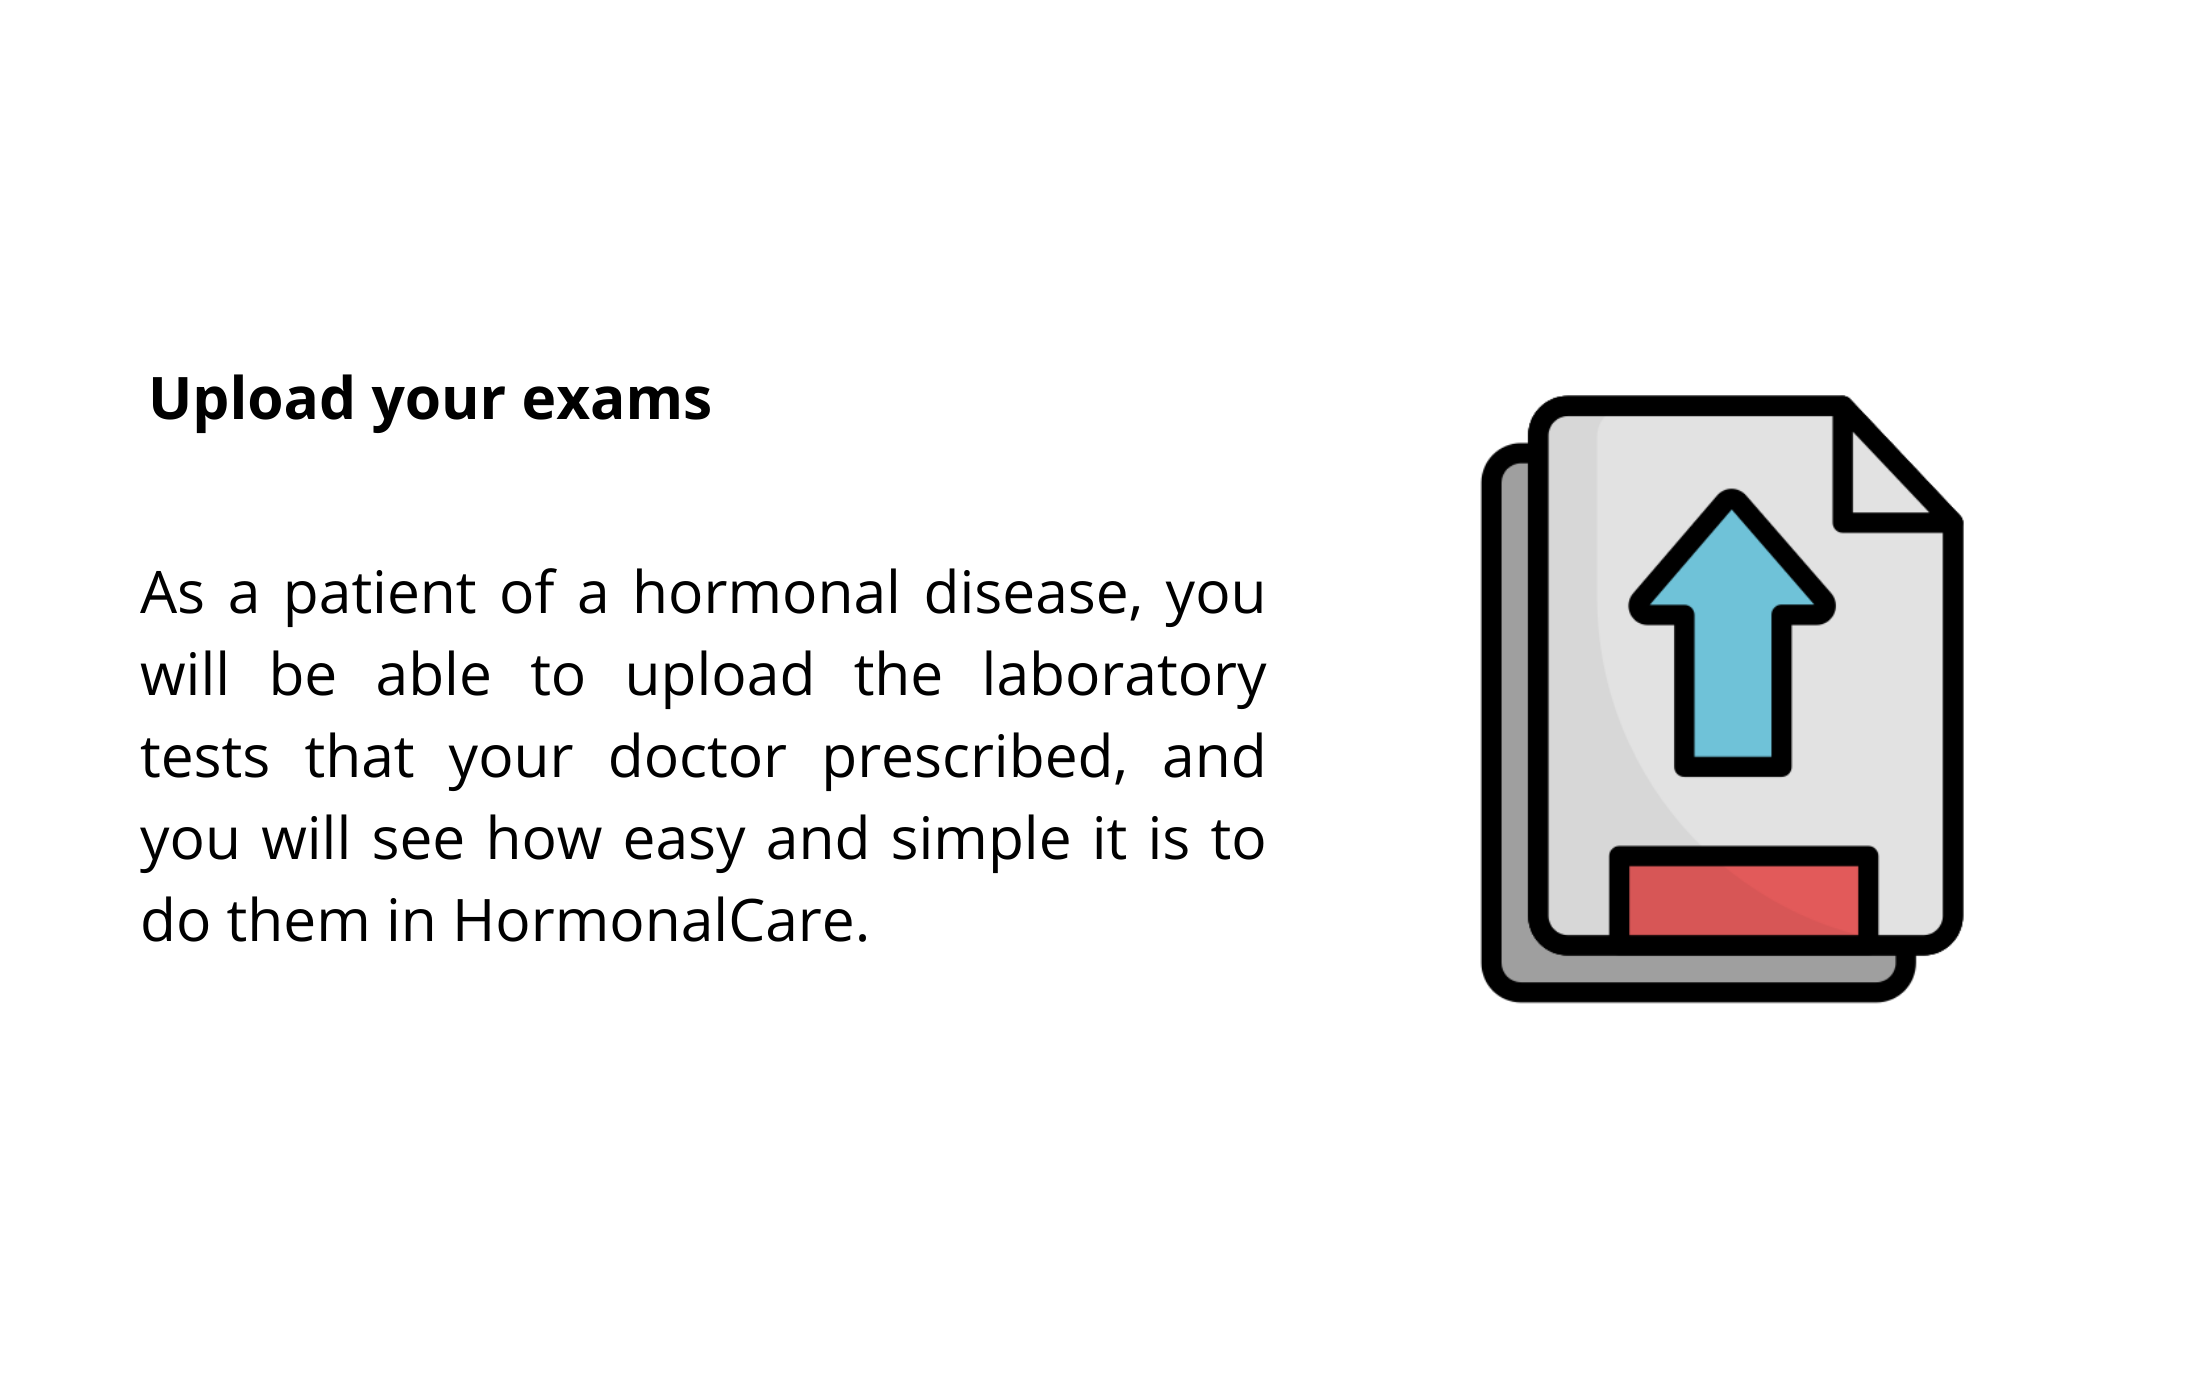 Upload your exams
As a patient of a hormonal disease, you
will be able to upload the laboratory
tests that your doctor prescribed, and
you will see how easy and simple it is to
do them in HormonalCare.